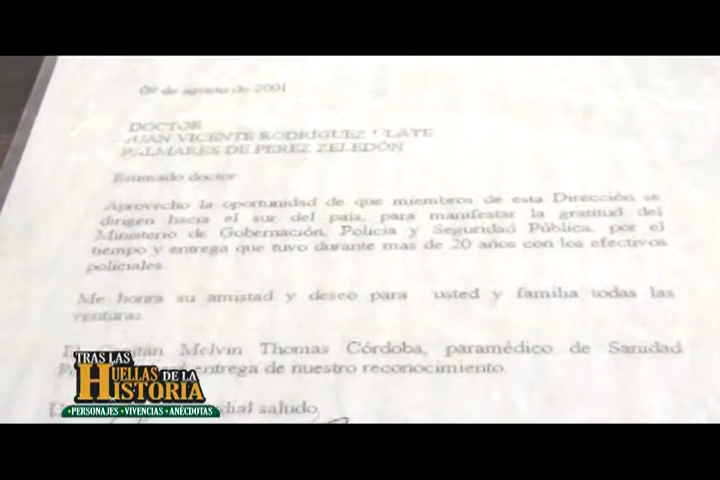 09 de agosto de 2001
DOCTOR
JUAN VICENTE RODRÍGUEZ ULATE
PALMARES DE PEREZ ZELEDÓN
Estimado doctor
Aprovecho la oportunidad de que miembros de esta Dirección se
dirigen hacia el sur del país, para manifestar la gratitud del
Ministerio de Gobernación, Policia y Seguridad Pública, por el
tiempo y entrega que tuvo durante mas de 20 años con los efectivos
policiales.
Me honra su amistad y deseo para usted y familia todas las
venturas.
Melvin Thomas Córdoba, paramédico de Sanidad
entrega de nuestro reconocimiento.
saludo,
TRAS LAS
HUELLAS DE LA
HISTORIA
• PERSONAJES • VIVENCIAS • ANÉCDOTAS •